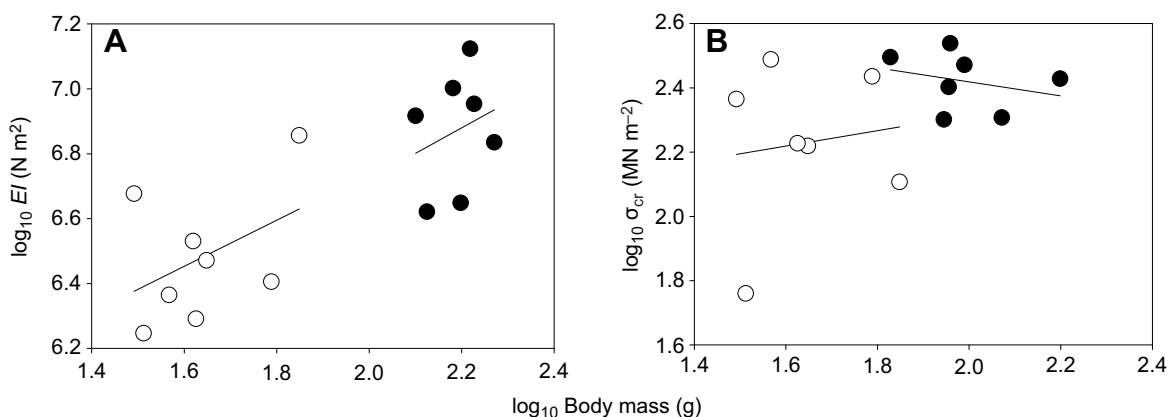 A
log₁₀ EI (N m²)
7.2
7.0
6.8
6.6
6.4
6.2
1.4 1.6 1.8 2.0 2.2 2.4
B
log₁₀ σcr (MN m⁻²)
2.6
2.4
2.2
2.0
1.8
1.6
1.4 1.6 1.8 2.0 2.2 2.4
log₁₀ Body mass (g)